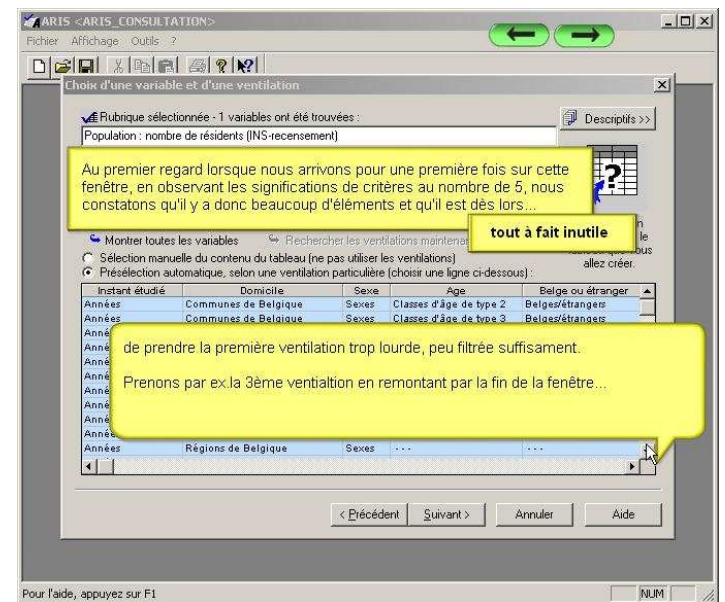 ARIS <ARIS_CONSULTATION>
Fichier Affichage Outils ?
Choix d'une variable et d'une ventilation
Rubrique sélectionnée - 1 variables ont été trouvées :
Descriptifs >>
Population : nombre de résidents (INS-recensement)
Au premier regard lorsque nous arrivons pour une première fois sur cette
fenêtre, en observant les significations de critères au nombre de 5, nous
constatons qu'il y a donc beaucoup d'éléments et qu'il est dès lors...
tout à fait inutile
Montrer toutes les variables Rechercher les ventilations maintenant
le
vous
allez créer.
Sélection manuelle du contenu du tableau (ne pas utiliser les ventilations)
Présélection automatique, selon une ventilation particulière (choisir une ligne ci-dessous) :
Instant étudié Domicile Sexe Age Belge ou étranger
Années Communes de Belgique Sexes Classes d'âge de type 2 Belges/étrangers
Années Communes de Belgique Sexes Classes d'âge de type 3 Belges/étrangers
de prendre la première ventilation trop lourde, peu filtrée suffisament.
Prenons par ex.la 3ème ventialtion en remontant par la fin de la fenêtre...
Années Régions de Belgique Sexes - - - - - -
< Précédent Suivant > Annuler Aide
Pour l'aide, appuyez sur F1 NUM